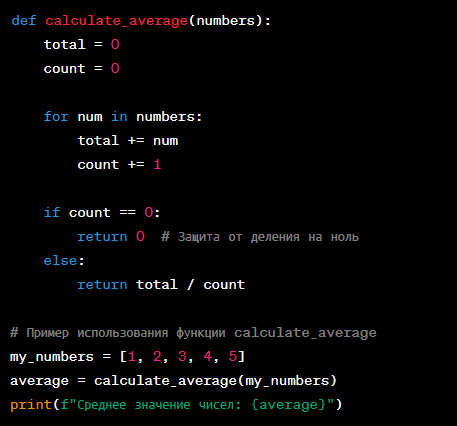 def calculate_average(numbers):
    total = 0
    count = 0

    for num in numbers:
        total += num
        count += 1

    if count == 0:
        return 0  # Защита от деления на ноль
    else:
        return total / count

# Пример использования функции calculate_average
my_numbers = [1, 2, 3, 4, 5]
average = calculate_average(my_numbers)
print(f"Среднее значение чисел: {average}")